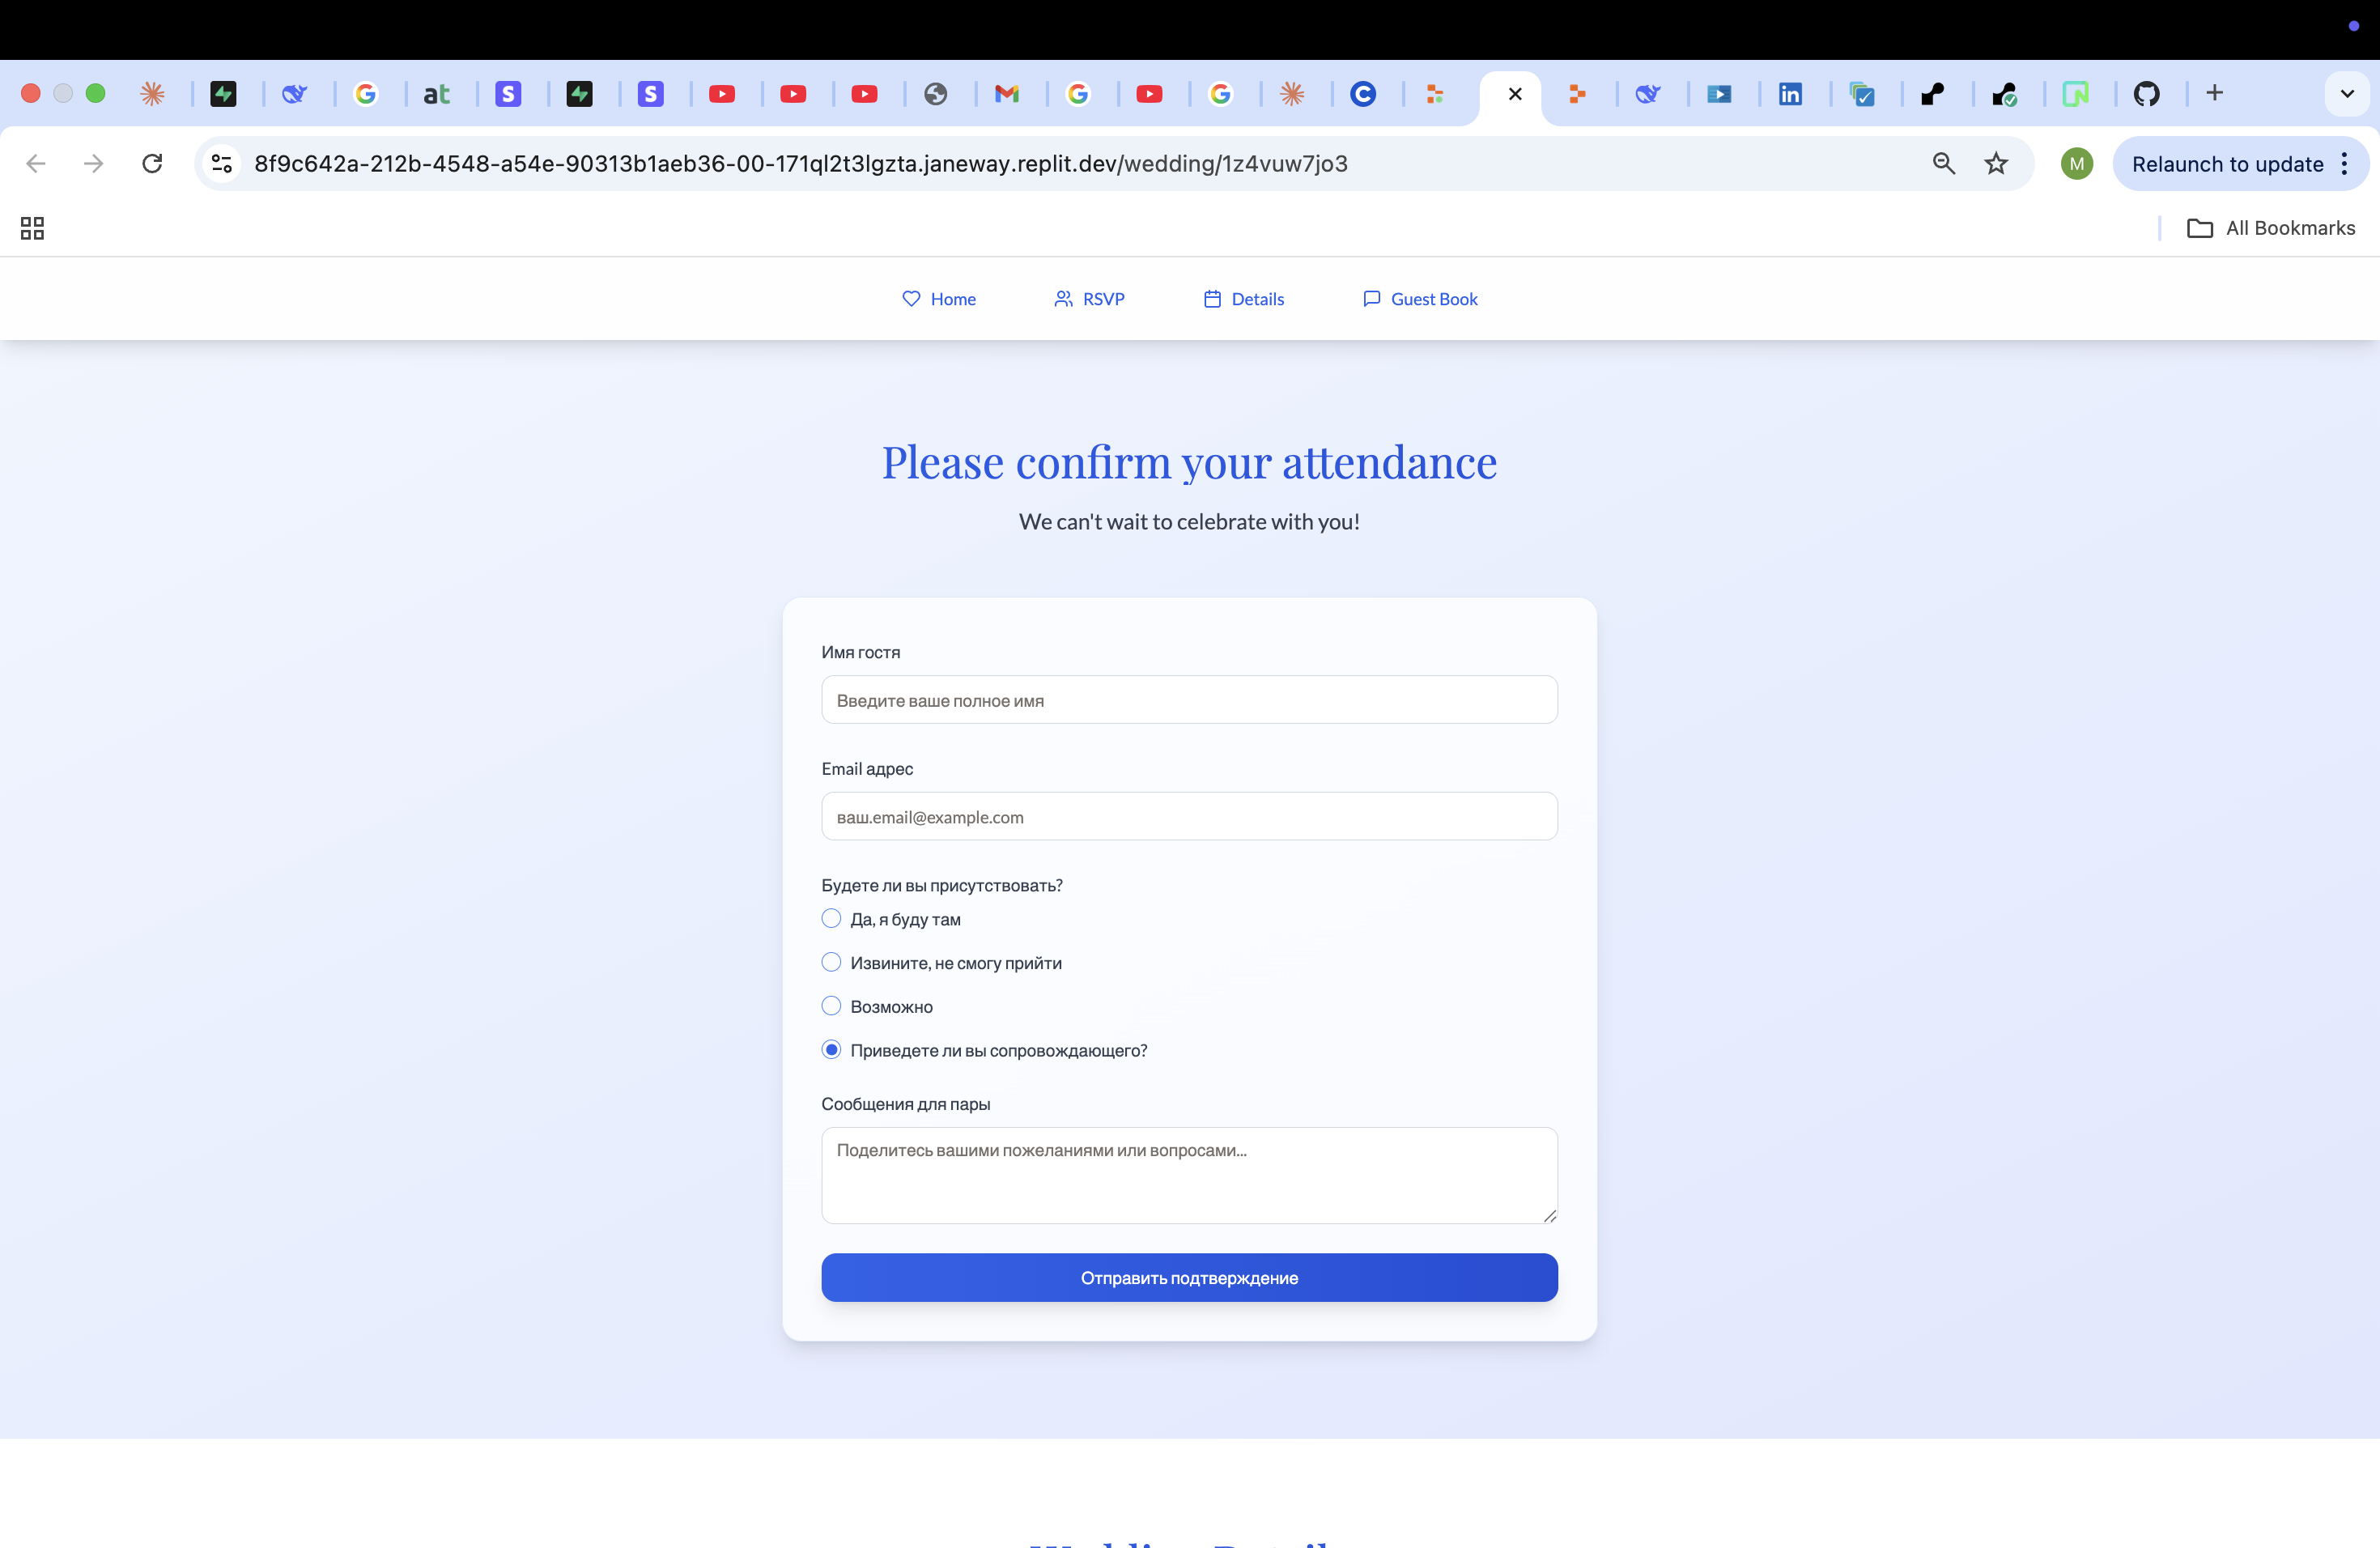 at
S
S
C
in
8f9c642a-212b-4548-a54e-90313b1aeb36-00-171ql2t3lgzta.janeway.replit.dev/wedding/1z4vuw7jo3
M
Relaunch to update
All Bookmarks
Home
RSVP
Details
Guest Book
Please confirm your attendance
We can't wait to celebrate with you!
Имя гостя
Введите ваше полное имя
Email адрес
ваш.email@example.com
Будете ли вы присутствовать?
Да, я буду там
Извините, не смогу прийти
Возможно
Приведете ли вы сопровождающего?
Сообщения для пары
Поделитесь вашими пожеланиями или вопросами...
Отправить подтверждение